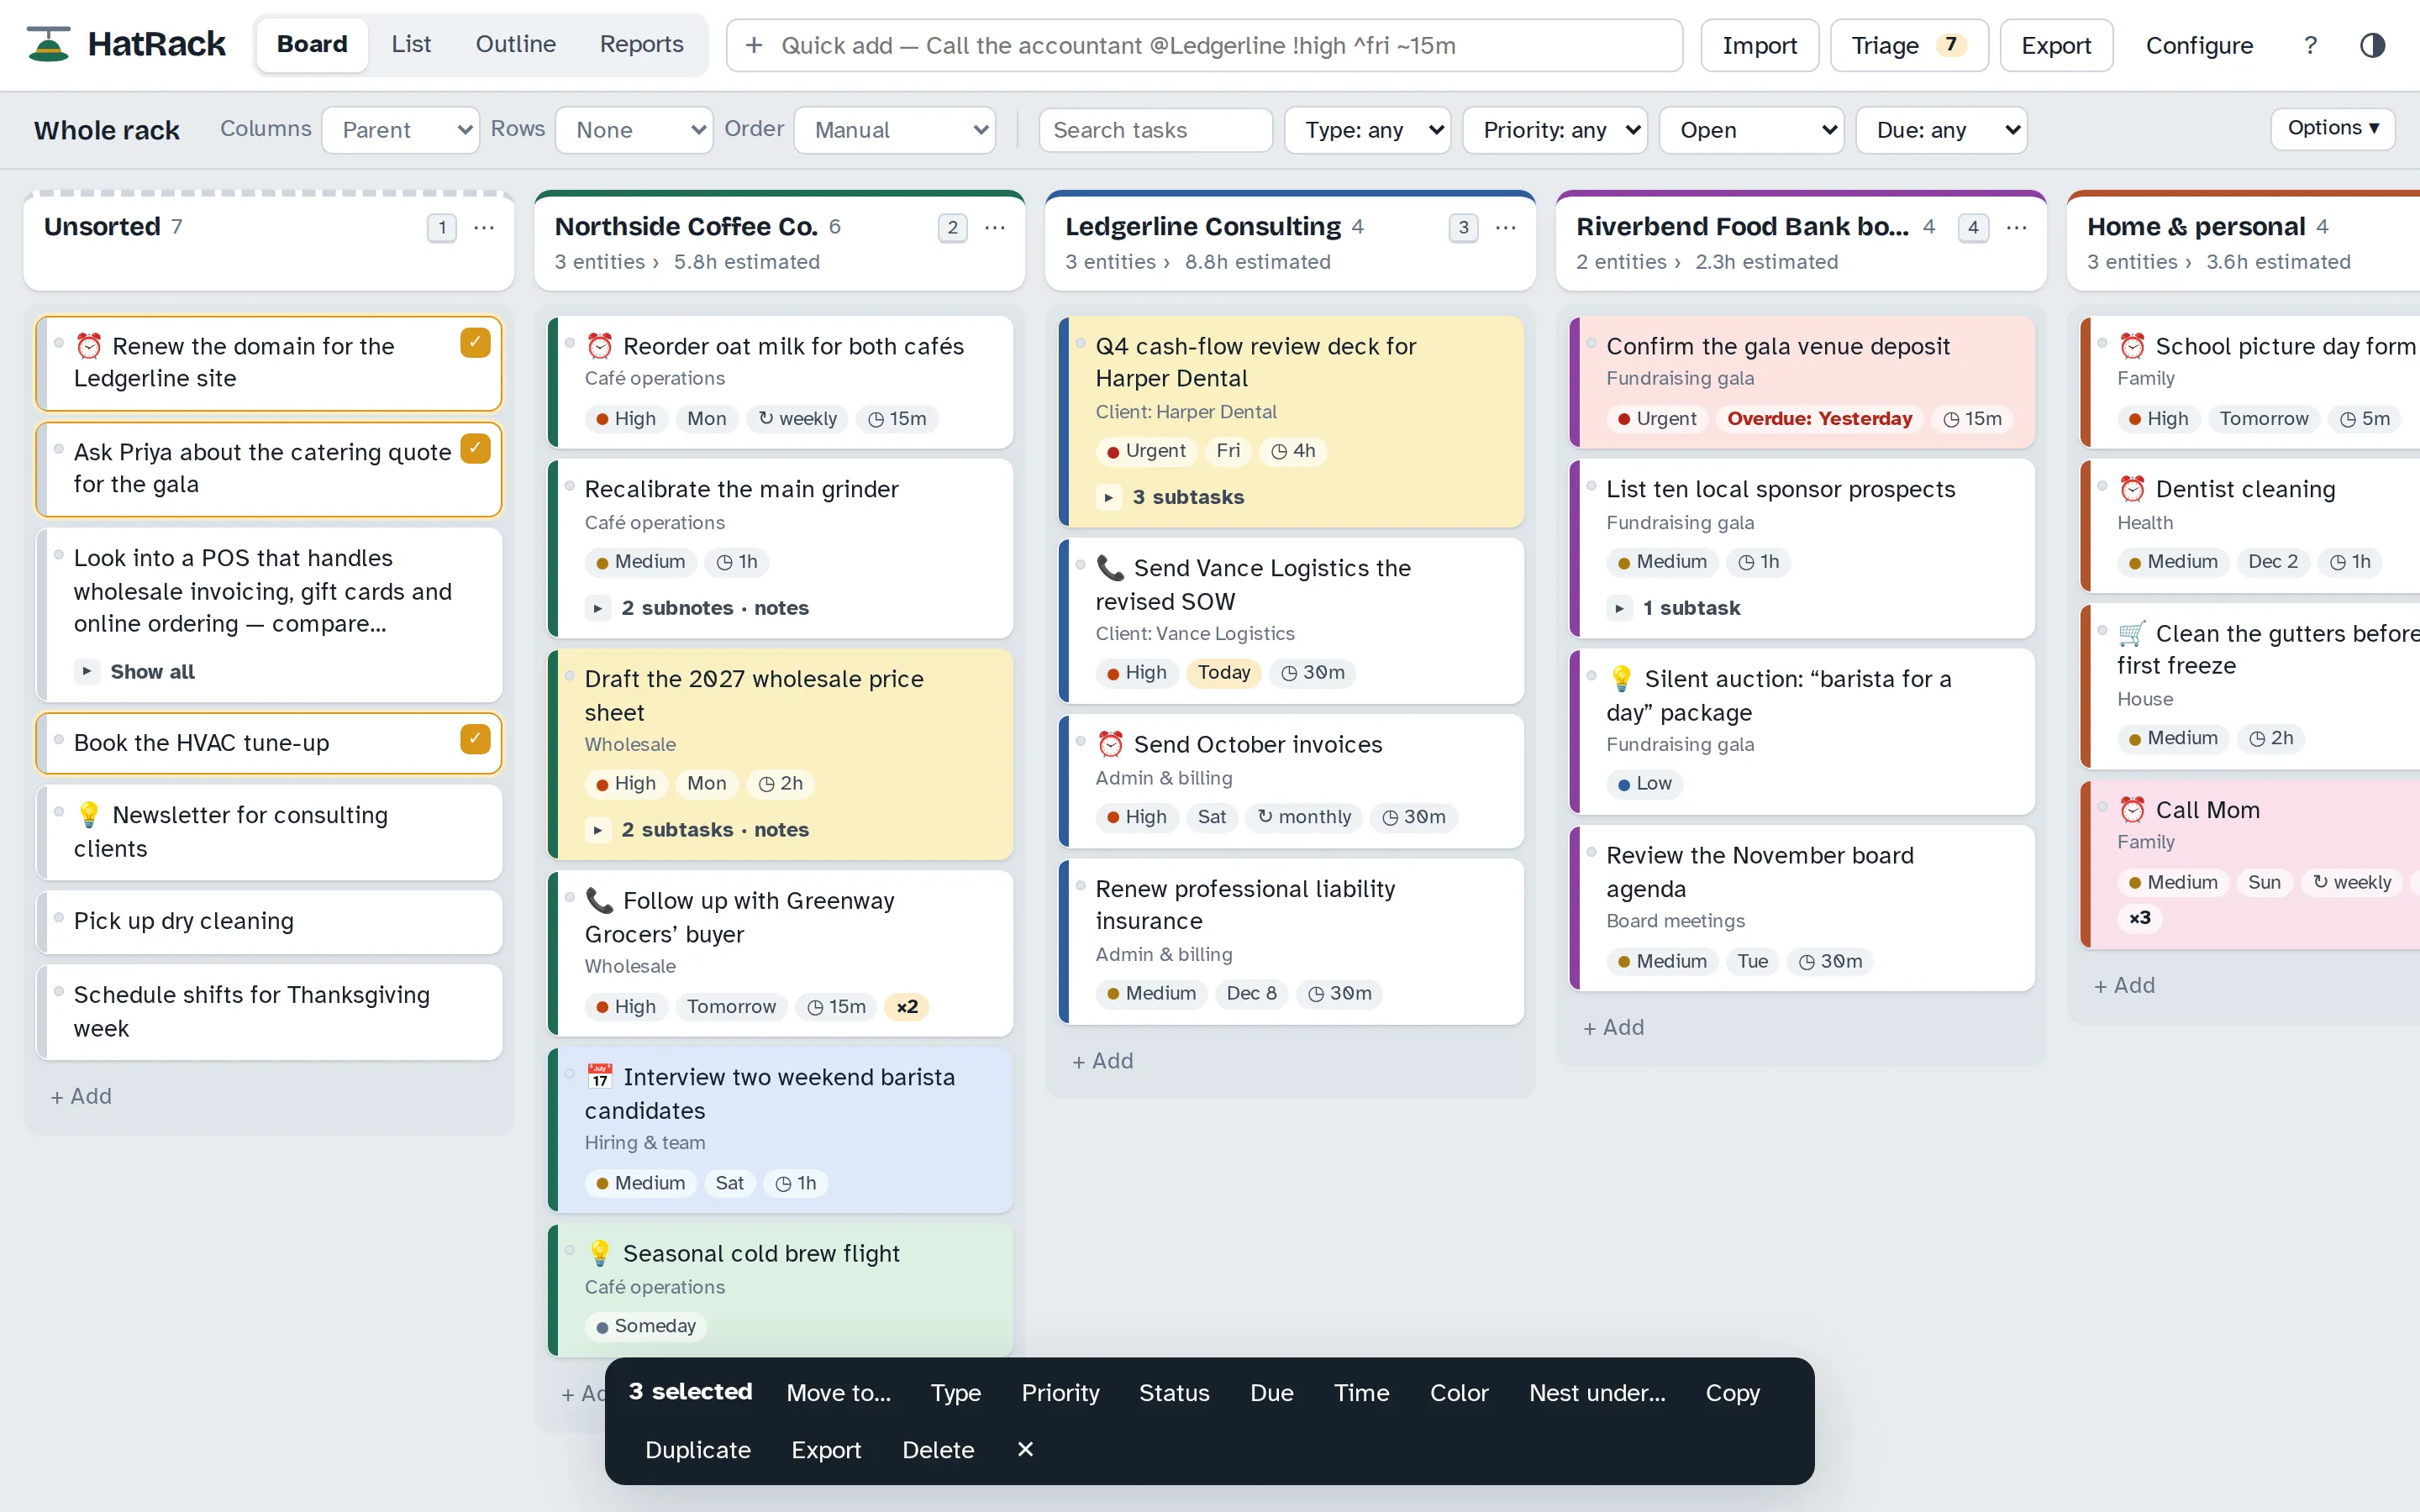 HatRack
Board List Outline Reports
+ Quick add — Call the accountant @Ledgerline !high ^fri ~15m
Import
Triage 7
Export
Configure
?
Whole rack
Columns Parent Rows None Order Manual
Search tasks
Type: any
Priority: any
Open
Due: any
Options ▾
Unsorted 7 1 ⋯
⏰ Renew the domain for the
Ledgerline site
✓
Ask Priya about the catering quote
for the gala
✓
Look into a POS that handles
wholesale invoicing, gift cards and
online ordering — compare...
▸ Show all
Book the HVAC tune-up
✓
💡 Newsletter for consulting
clients
Pick up dry cleaning
Schedule shifts for Thanksgiving
week
+ Add
Northside Coffee Co. 6 2 ⋯
3 entities › 5.8h estimated
⏰ Reorder oat milk for both cafés
Café operations
High Mon ↻ weekly ◷ 15m
Recalibrate the main grinder
Café operations
Medium ◷ 1h
▸ 2 subnotes • notes
Draft the 2027 wholesale price
sheet
Wholesale
High Mon ◷ 2h
▸ 2 subtasks • notes
📞 Follow up with Greenway
Grocers’ buyer
Wholesale
High Tomorrow ◷ 15m ×2
📅 Interview two weekend barista
candidates
Hiring & team
Medium Sat ◷ 1h
💡 Seasonal cold brew flight
Café operations
Someday
+ Ad
Ledgerline Consulting 4 3 ⋯
3 entities › 8.8h estimated
Q4 cash-flow review deck for
Harper Dental
Client: Harper Dental
Urgent Fri ◷ 4h
▸ 3 subtasks
📞 Send Vance Logistics the
revised SOW
Client: Vance Logistics
High Today ◷ 30m
⏰ Send October invoices
Admin & billing
High Sat ↻ monthly ◷ 30m
Renew professional liability
insurance
Admin & billing
Medium Dec 8 ◷ 30m
+ Add
Riverbend Food Bank bo... 4 4 ⋯
2 entities › 2.3h estimated
Confirm the gala venue deposit
Fundraising gala
Urgent Overdue: Yesterday ◷ 15m
List ten local sponsor prospects
Fundraising gala
Medium ◷ 1h
▸ 1 subtask
💡 Silent auction: “barista for a
day” package
Fundraising gala
Low
Review the November board
agenda
Board meetings
Medium Tue ◷ 30m
+ Add
Home & personal 4
3 entities › 3.6h estimated
⏰ School picture day form
Family
High Tomorrow ◷ 5m
⏰ Dentist cleaning
Health
Medium Dec 2 ◷ 1h
🛒 Clean the gutters before
first freeze
House
Medium ◷ 2h
⏰ Call Mom
Family
Medium Sun ↻ weekly
×3
+ Add
3 selected Move to... Type Priority Status Due Time Color Nest under... Copy
Duplicate Export Delete ✕